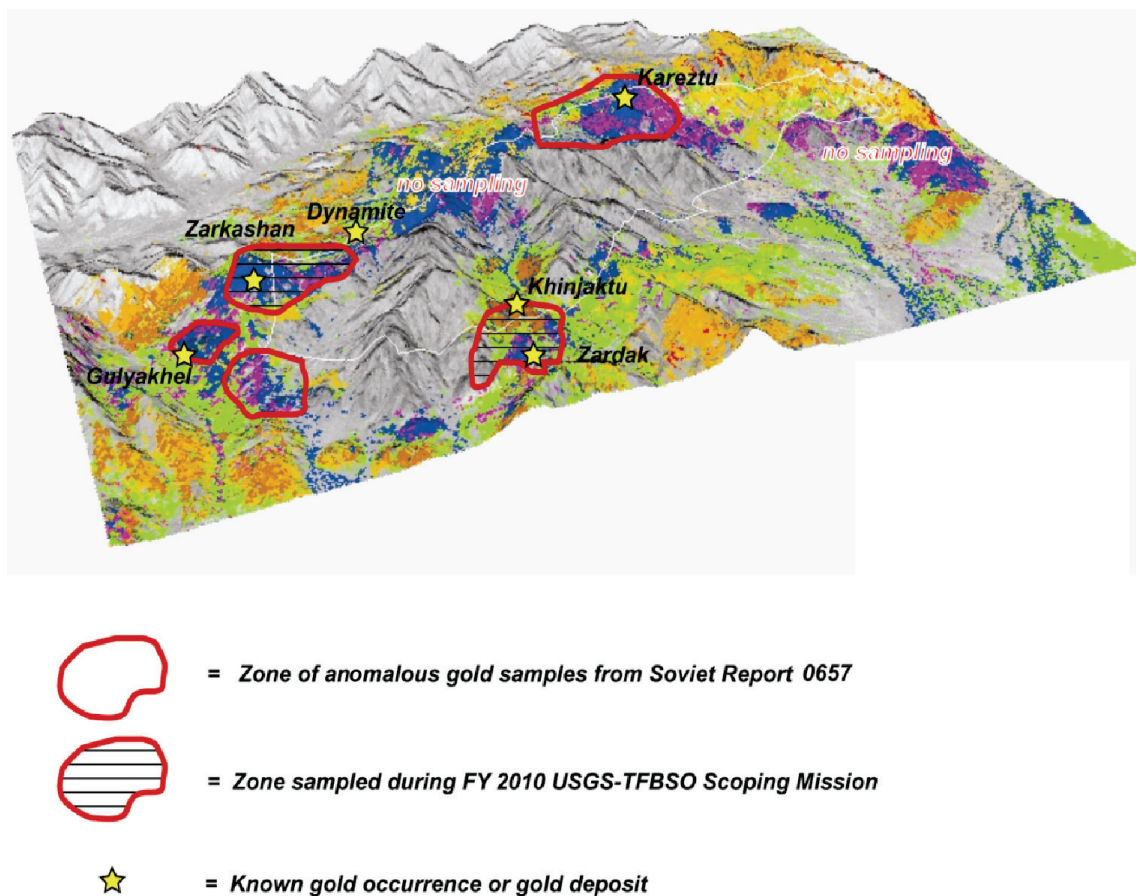 Kareztu
no sampling
no sampling
Dynamite
Zarkashan
Khinjaktu
Zardak
Gulyakhel
= Zone of anomalous gold samples from Soviet Report 0657
= Zone sampled during FY 2010 USGS-TFBSO Scoping Mission
= Known gold occurrence or gold deposit